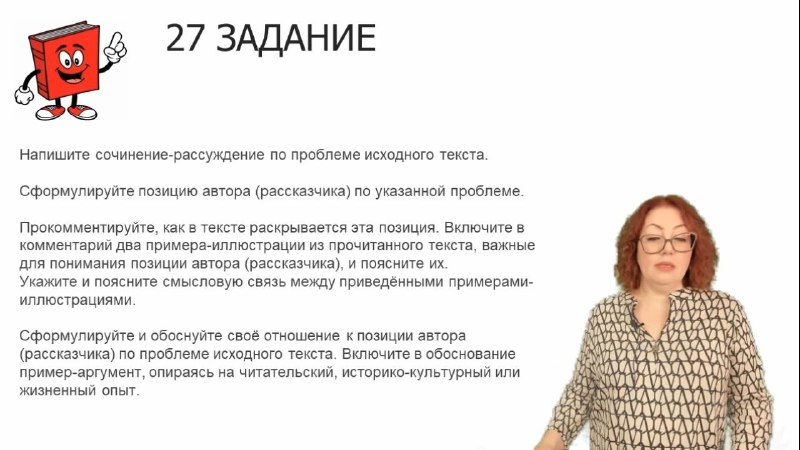 27 ЗАДАНИЕ
Напишите сочинение-рассуждение по проблеме исходного текста.
Сформулируйте позицию автора (рассказчика) по указанной проблеме.
Прокомментируйте, как в тексте раскрывается эта позиция. Включите в
комментарий два примера-иллюстрации из прочитанного текста, важные
для понимания позиции автора (рассказчика), и поясните их.
Укажите и поясните смысловую связь между приведёнными примерами-
иллюстрациями.
Сформулируйте и обоснуйте своё отношение к позиции автора
(рассказчика) по проблеме исходного текста. Включите в обоснование
пример-аргумент, опираясь на читательский, историко-культурный или
жизненный опыт.